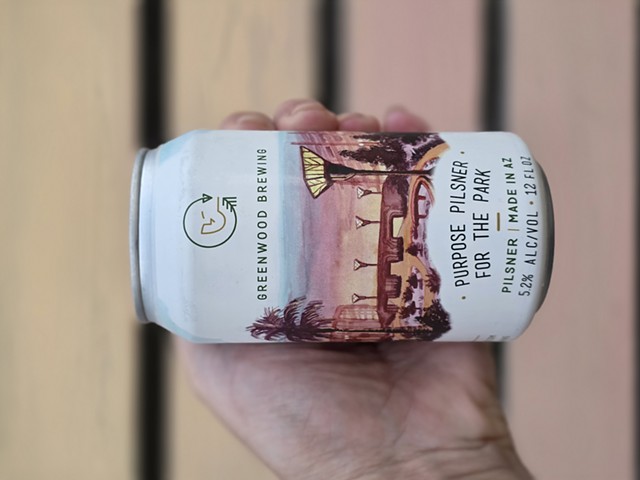 GREENWOOD BREWING
• PURPOSE PILSNER •
FOR THE PARK
PILSNER | MADE IN AZ
5.2% ALC/VOL • 12 FL OZ